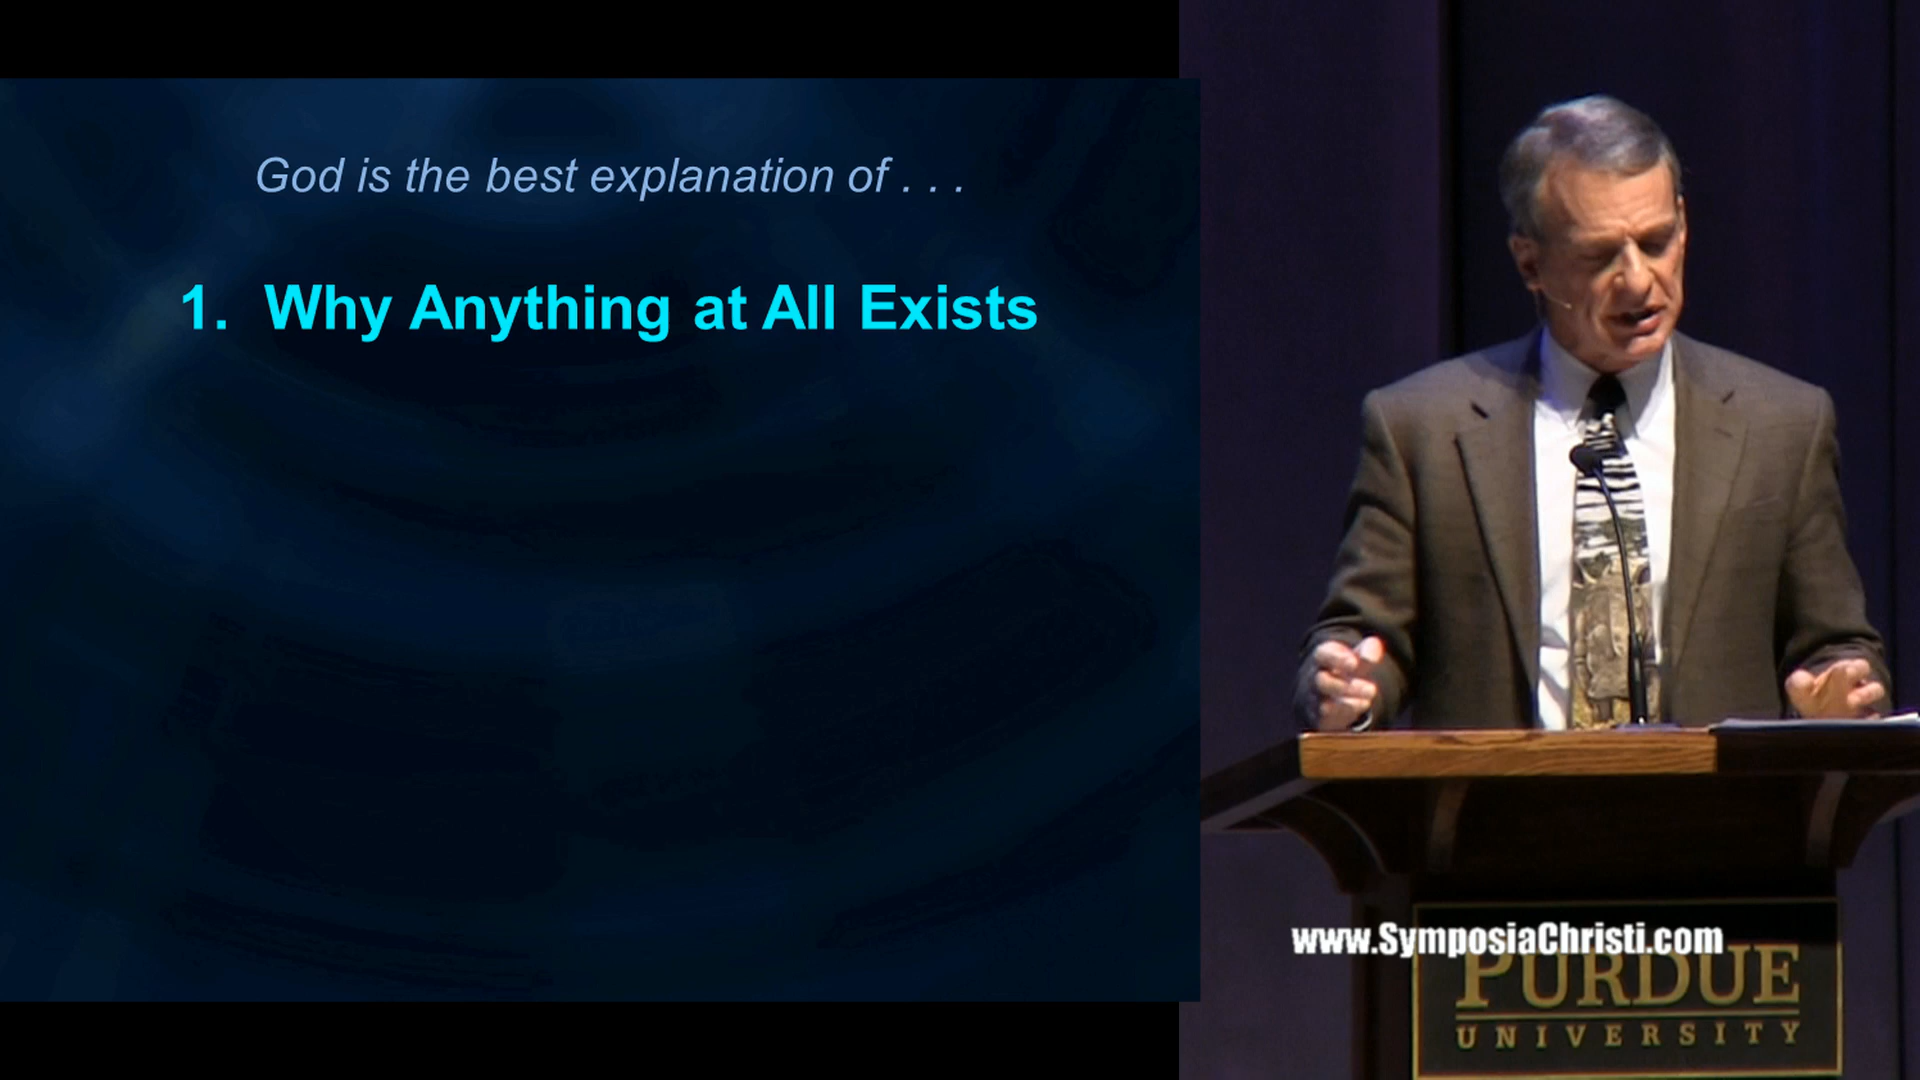 God is the best explanation of . . .
1. Why Anything at All Exists
www.SymposiaChristi.com
PURDUE
UNIVERSITY